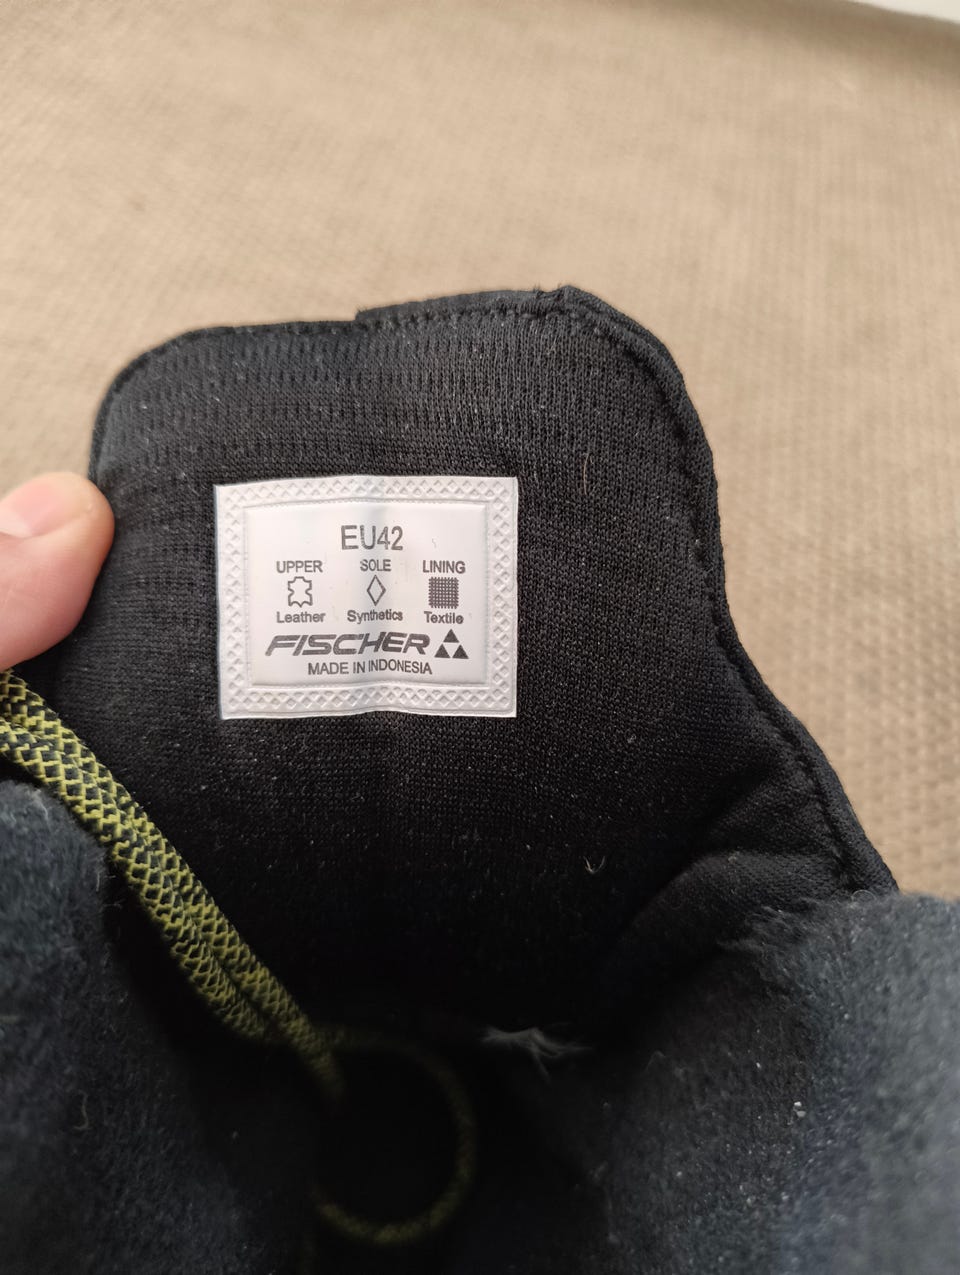 EU42
UPPER SOLE LINING
Leather Synthetics Textile
FISCHER
MADE IN INDONESIA